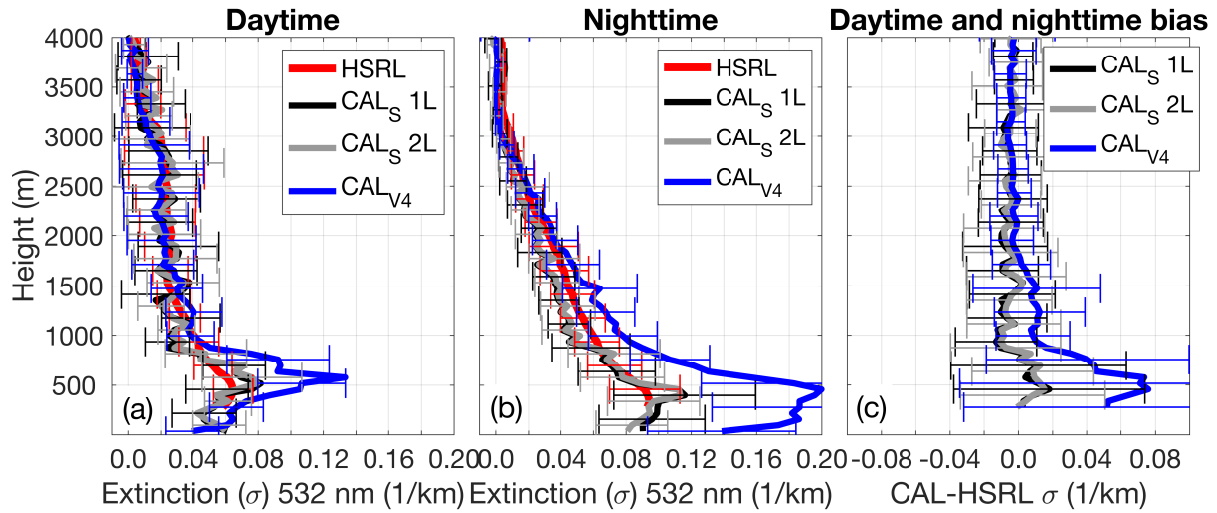 Daytime
Nighttime
Daytime and nighttime bias
4000
3500
3000
2500
2000
1500
1000
500
Height (m)
HSRL
CALS 1L
CALS 2L
CALV4
(a)
0.0 0.04 0.08 0.12 0.16 0.20
Extinction (σ) 532 nm (1/km)
HSRL
CALS 1L
CALS 2L
CALV4
(b)
0.0 0.04 0.08 0.12 0.16 0.20
Extinction (σ) 532 nm (1/km)
CALS 1L
CALS 2L
CALV4
(c)
-0.08 -0.04 0.0 0.04 0.08
CAL-HSRL σ (1/km)